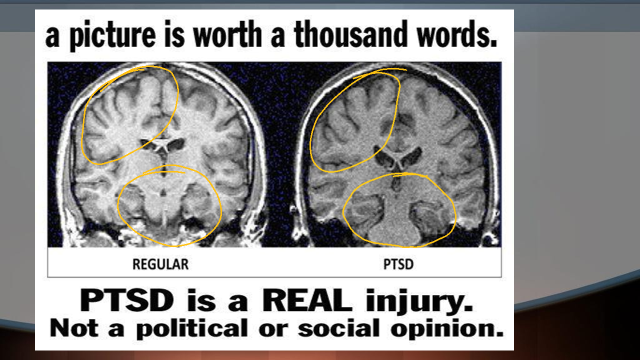 a picture is worth a thousand words.
REGULAR
PTSD
PTSD is a REAL injury.
Not a political or social opinion.